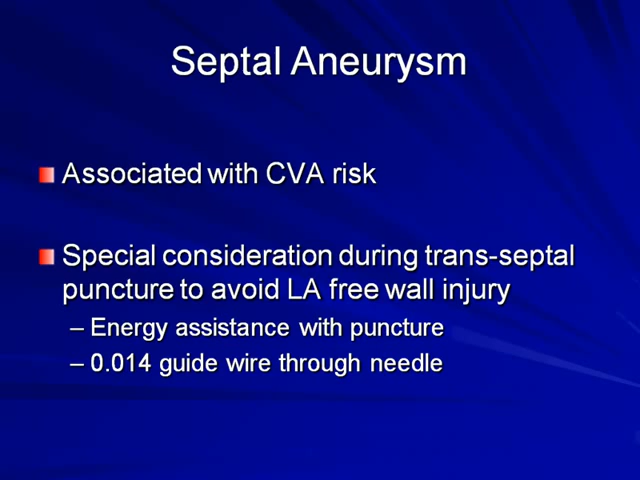 Septal Aneurysm
Associated with CVA risk
Special consideration during trans-septal
puncture to avoid LA free wall injury
– Energy assistance with puncture
– 0.014 guide wire through needle